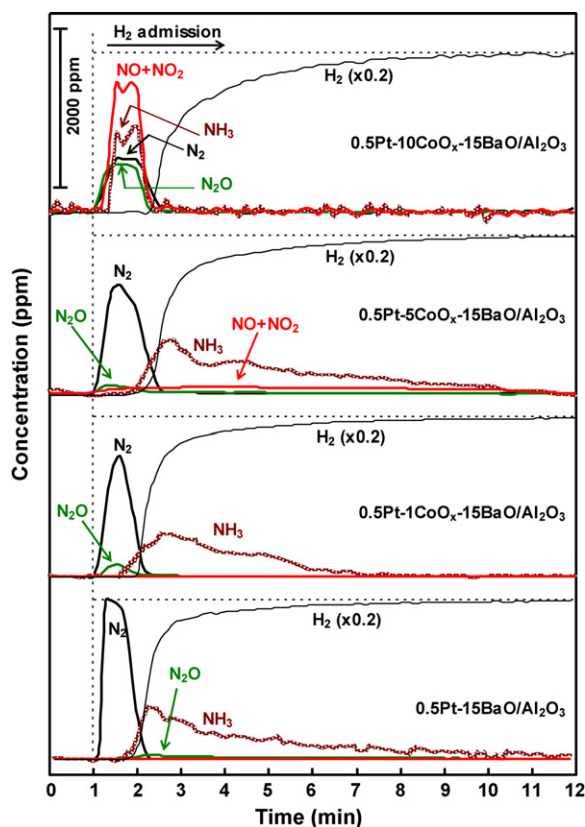 H₂ admission
2000 ppm
NO+NO₂
H₂ (x0.2)
NH₃
N₂
0.5Pt-10CoOₓ-15BaO/Al₂O₃
N₂O
H₂ (x0.2)
N₂
0.5Pt-5CoOₓ-15BaO/Al₂O₃
N₂O
NO+NO₂
NH₃
Concentration (ppm)
H₂ (x0.2)
N₂
0.5Pt-1CoOₓ-15BaO/Al₂O₃
N₂O
NH₃
H₂ (x0.2)
N₂
N₂O
0.5Pt-15BaO/Al₂O₃
NH₃
0 1 2 3 4 5 6 7 8 9 10 11 12
Time (min)